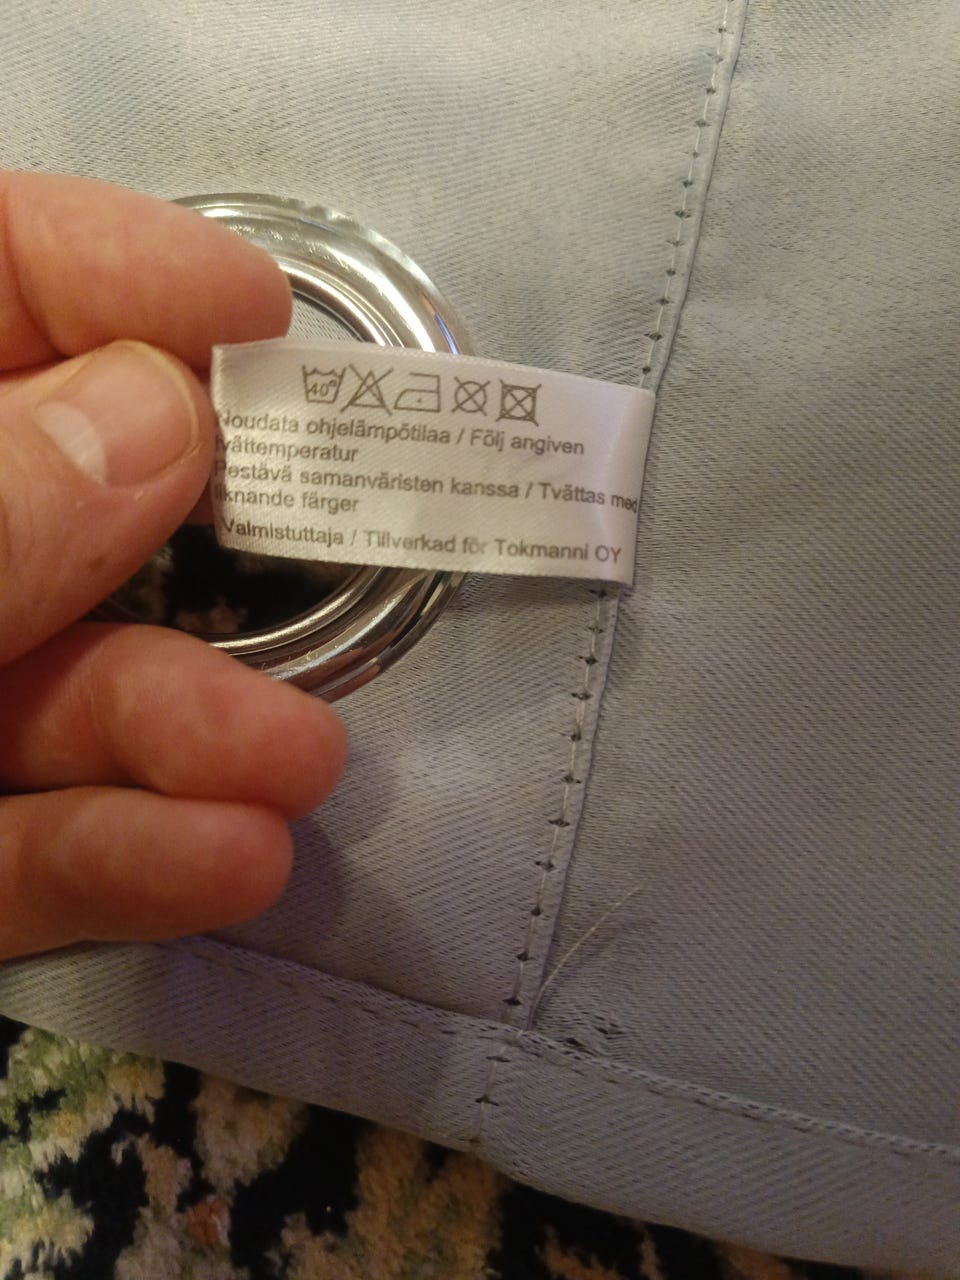 40°
Noudata ohjelämpötilaa / Följ angiven
tvättemperatur
Pestävä samanväristen kanssa / Tvättas med
liknande färger
Valmistuttaja / Tillverkad för Tokmanni OY